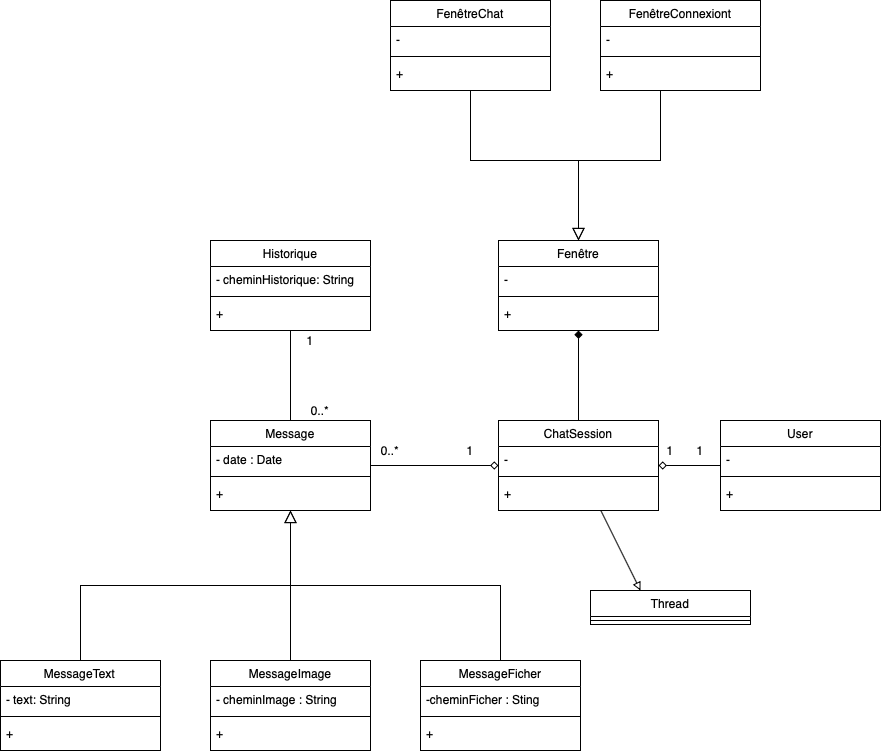 FenêtreChat
-
+
FenêtreConnexiont
-
+
Historique
- cheminHistorique: String
+
Fenêtre
-
+
1
0..*
Message
- date : Date
+
0..*
1
ChatSession
-
+
1
1
User
-
+
Thread
MessageText
- text: String
+
MessageImage
- cheminImage : String
+
MessageFicher
-cheminFicher : Sting
+